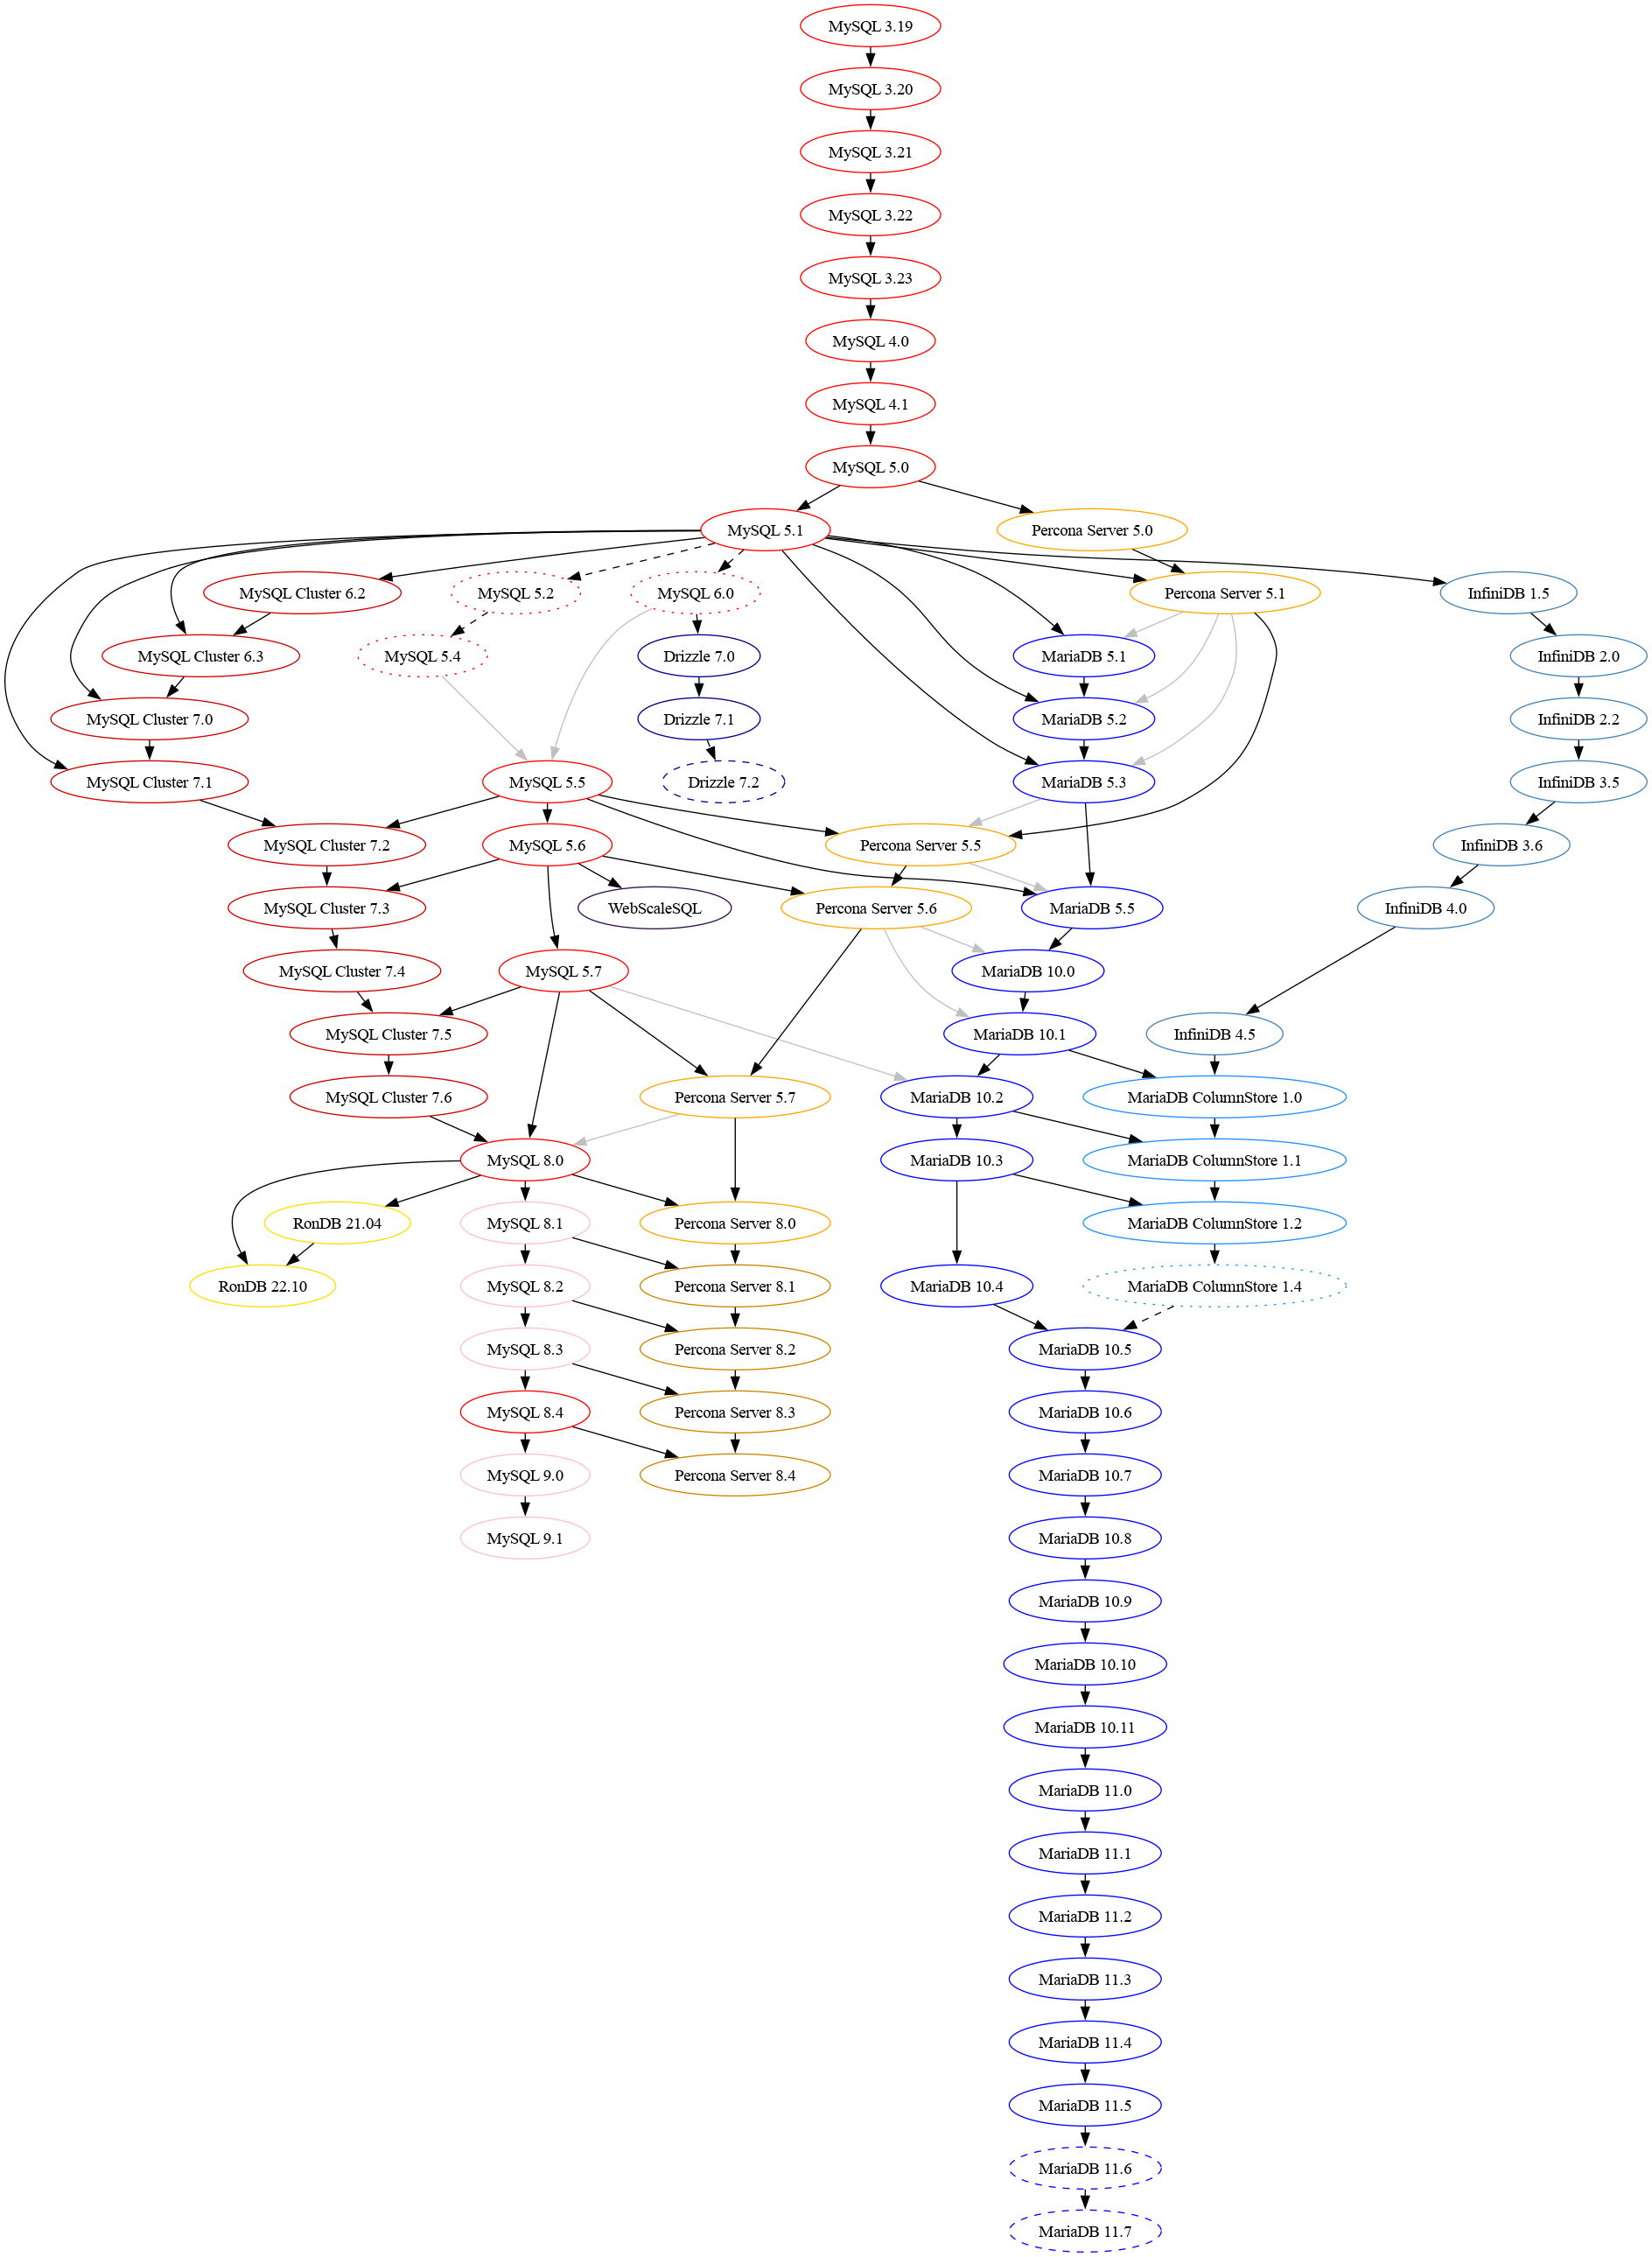 MySQL 3.19
MySQL 3.20
MySQL 3.21
MySQL 3.22
MySQL 3.23
MySQL 4.0
MySQL 4.1
MySQL 5.0
MySQL 5.1
Percona Server 5.0
MySQL Cluster 6.2
MySQL 5.2
MySQL 6.0
Percona Server 5.1
InfiniDB 1.5
MySQL Cluster 6.3
MySQL 5.4
Drizzle 7.0
MariaDB 5.1
InfiniDB 2.0
MySQL Cluster 7.0
Drizzle 7.1
MariaDB 5.2
InfiniDB 2.2
MySQL Cluster 7.1
MySQL 5.5
Drizzle 7.2
MariaDB 5.3
InfiniDB 3.5
MySQL Cluster 7.2
MySQL 5.6
Percona Server 5.5
InfiniDB 3.6
MySQL Cluster 7.3
WebScaleSQL
Percona Server 5.6
MariaDB 5.5
InfiniDB 4.0
MySQL Cluster 7.4
MySQL 5.7
MariaDB 10.0
MySQL Cluster 7.5
MariaDB 10.1
InfiniDB 4.5
MySQL Cluster 7.6
Percona Server 5.7
MariaDB 10.2
MariaDB ColumnStore 1.0
MySQL 8.0
MariaDB 10.3
MariaDB ColumnStore 1.1
RonDB 21.04
MySQL 8.1
Percona Server 8.0
MariaDB ColumnStore 1.2
RonDB 22.10
MySQL 8.2
Percona Server 8.1
MariaDB 10.4
MariaDB ColumnStore 1.4
MySQL 8.3
Percona Server 8.2
MariaDB 10.5
MySQL 8.4
Percona Server 8.3
MariaDB 10.6
MySQL 9.0
Percona Server 8.4
MariaDB 10.7
MySQL 9.1
MariaDB 10.8
MariaDB 10.9
MariaDB 10.10
MariaDB 10.11
MariaDB 11.0
MariaDB 11.1
MariaDB 11.2
MariaDB 11.3
MariaDB 11.4
MariaDB 11.5
MariaDB 11.6
MariaDB 11.7